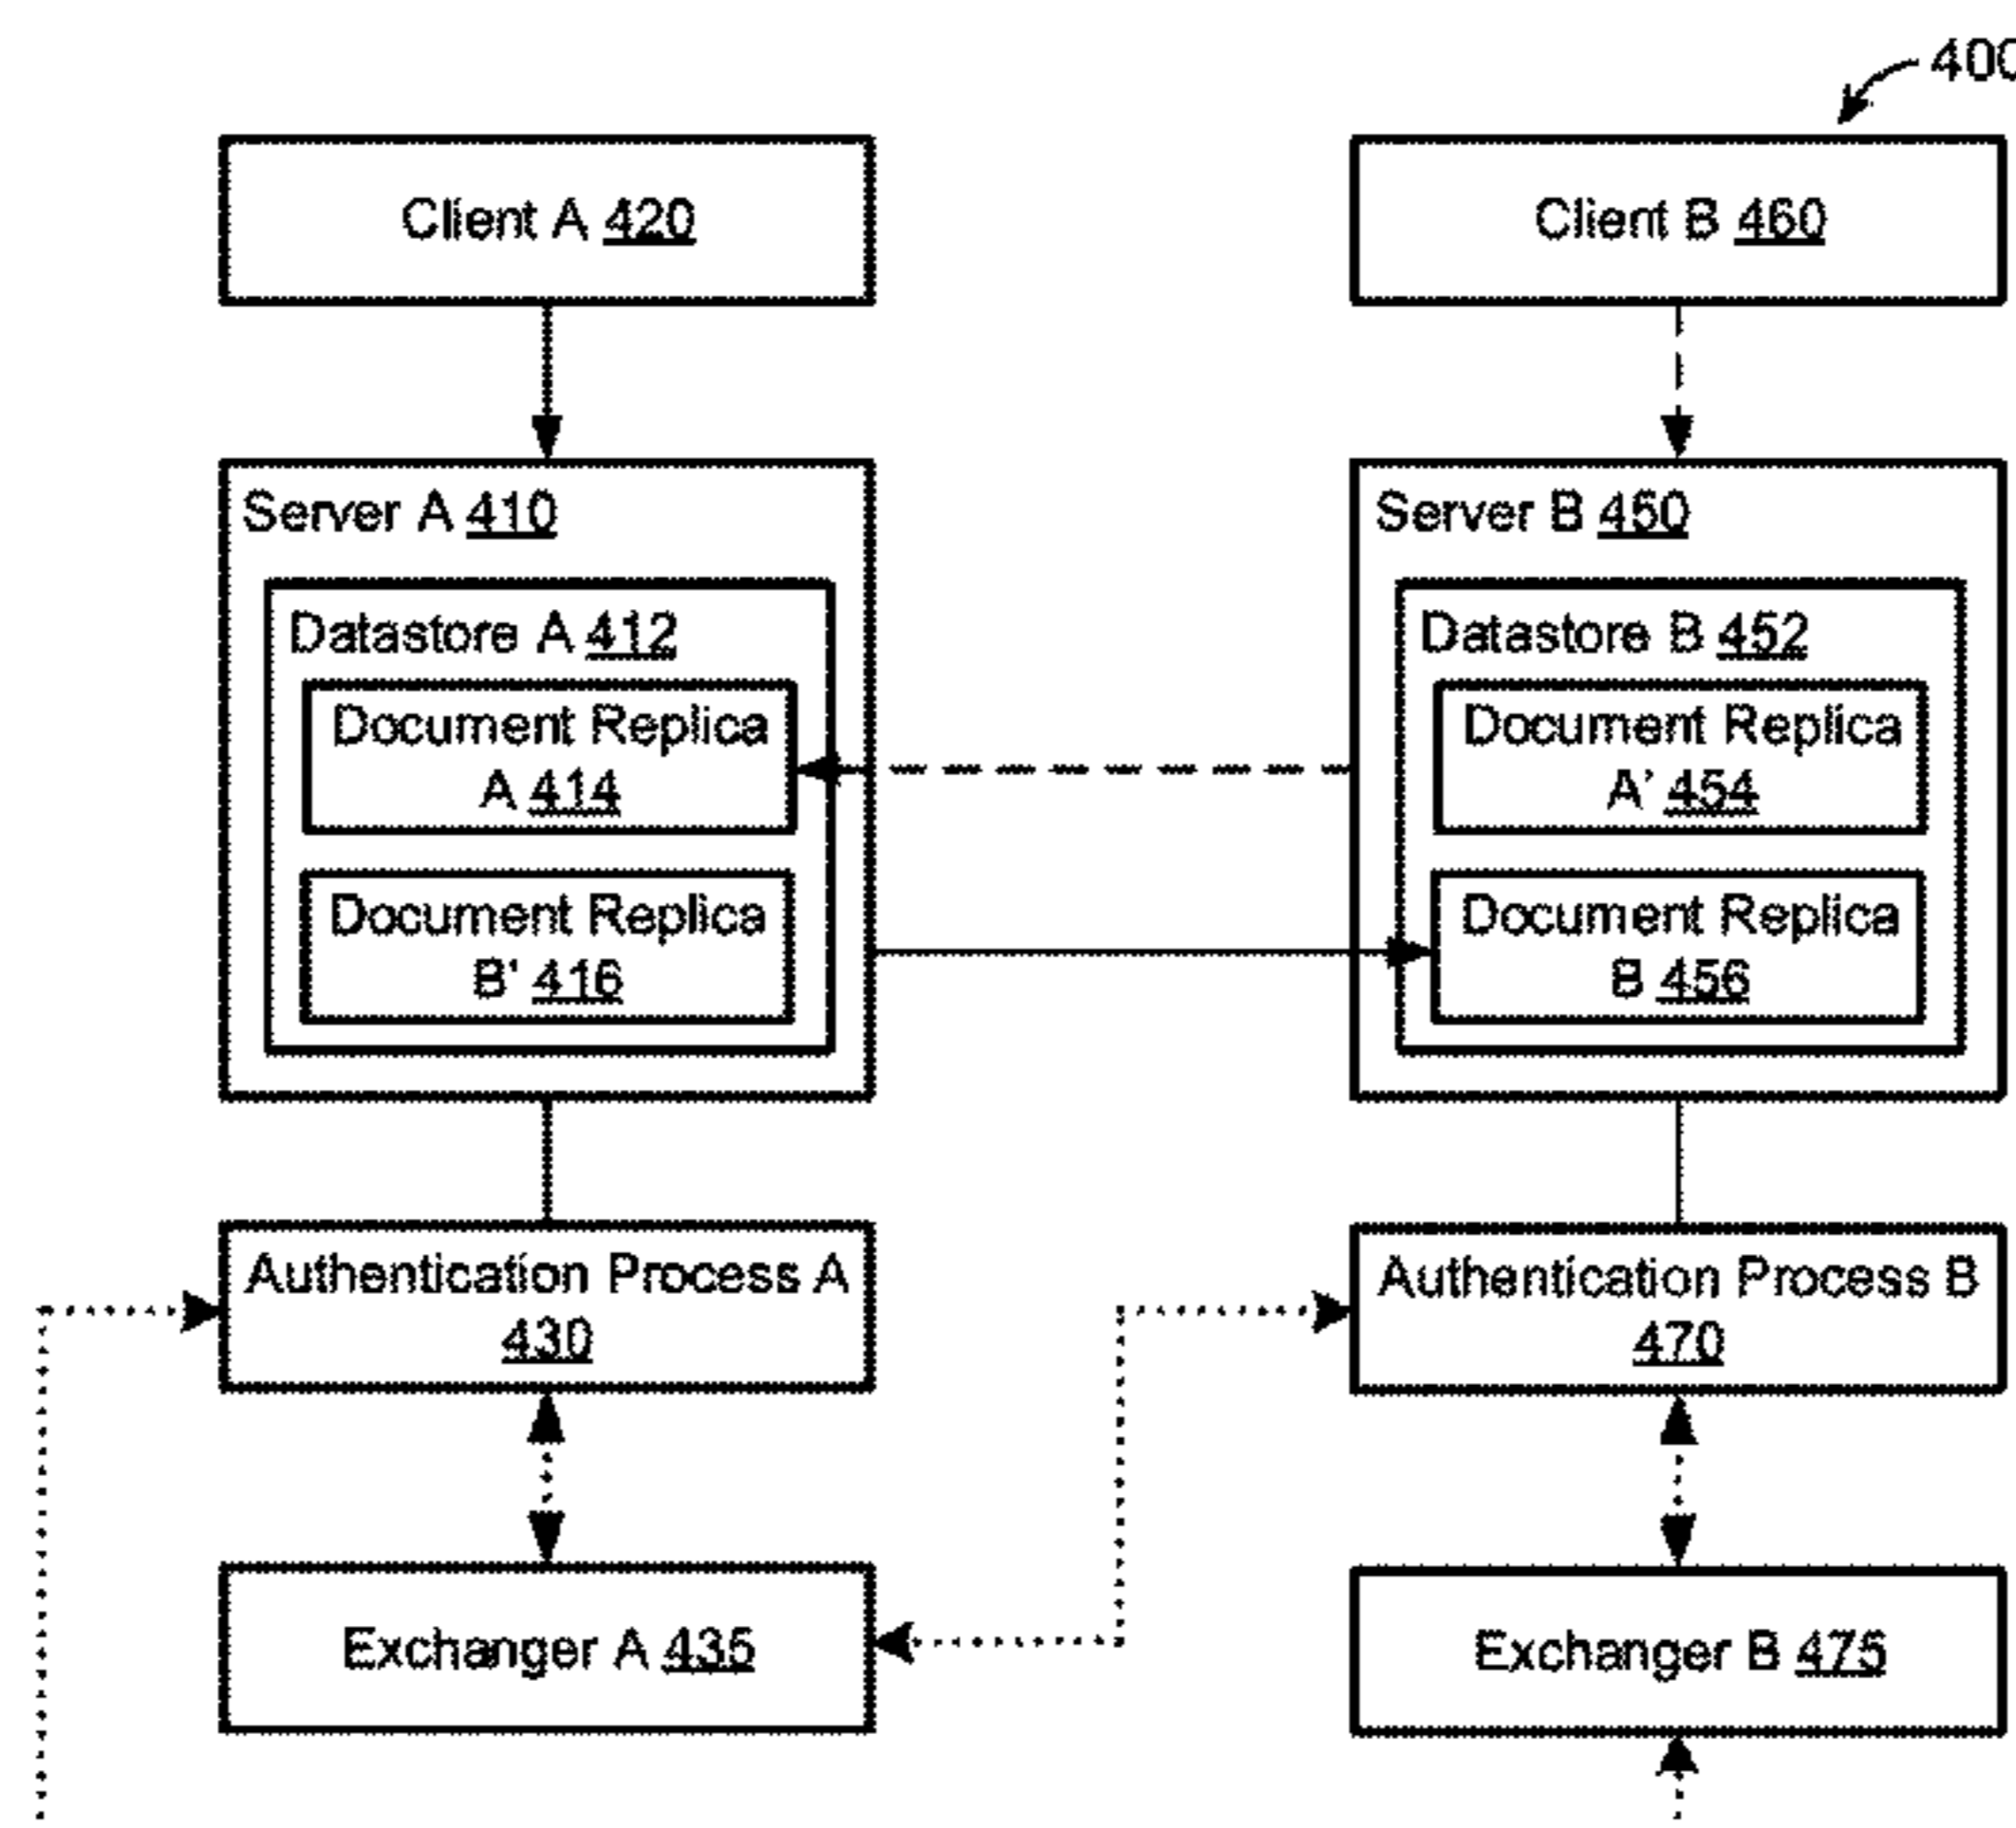 400
Client A 420
Client B 460
Server A 410
Server B 450
Datastore A 412
Datastore B 452
Document Replica
A 414
Document Replica
A' 454
Document Replica
B' 416
Document Replica
B 456
Authentication Process A
430
Authentication Process B
470
Exchanger A 435
Exchanger B 475